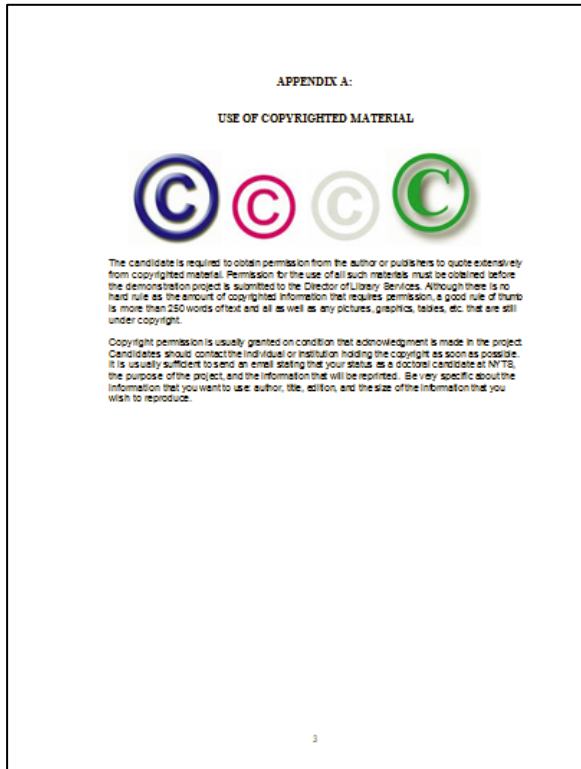 APPENDIX A:
USE OF COPYRIGHTED MATERIAL
© © © ©
The candidate is required to obtain permission from the author or publishers to quote extensively
from copyrighted material. Permission for the use of all such materials must be obtained before
the demonstration project is submitted to the Director of Library Services. Although there is no
hard rule as the amount of copyrighted information that requires permission, a good rule of thumb
is more than 250 words of text and all as well as any pictures, graphics, tables, etc. that are still
under copyright.
Copyright permission is usually granted on condition that acknowledgment is made in the project.
Candidates should contact the individual or institution holding the copyright as soon as possible.
It is usually sufficient to send an email stating that your status as a doctoral candidate at NYTS,
the purpose of the project, and the information that will be reprinted. Be very specific about the
information that you want to use: author, title, edition, and the size of the information that you
wish to reproduce.
3